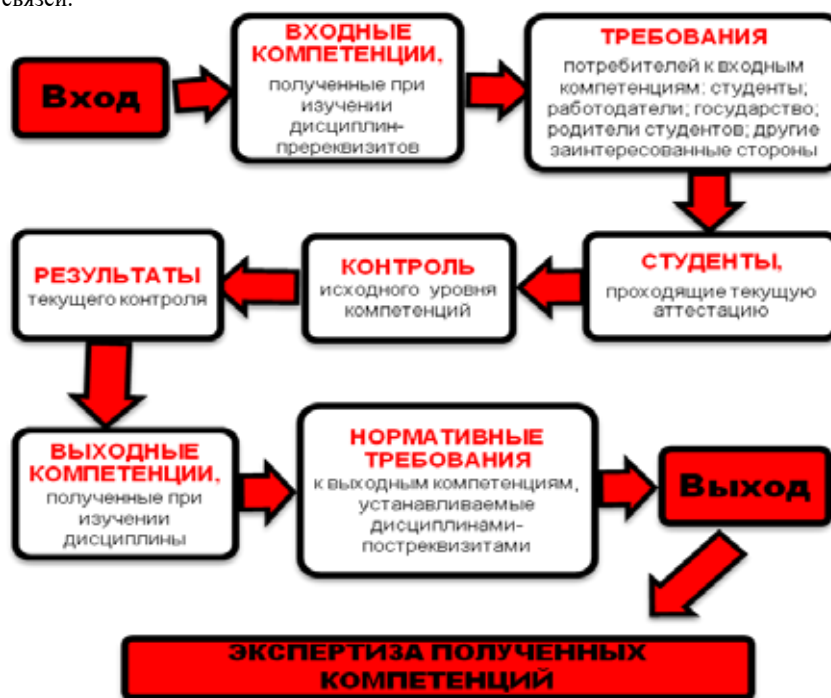 связей.
Вход
ВХОДНЫЕ
КОМПЕТЕНЦИИ,
полученные при
изучении
дисциплин-
пререквизитов
ТРЕБОВАНИЯ
потребителей к входным
компетенциям: студенты;
работодатели; государство;
родители студентов; другие
заинтересованные стороны
СТУДЕНТЫ,
проходящие текущую
аттестацию
КОНТРОЛЬ
исходного уровня
компетенций
РЕЗУЛЬТАТЫ
текущего контроля
ВЫХОДНЫЕ
КОМПЕТЕНЦИИ,
полученные при
изучении
дисциплины
НОРМАТИВНЫЕ
ТРЕБОВАНИЯ
к выходным компетенциям,
устанавливаемые
дисциплинами-
постреквизитами
Выход
ЭКСПЕРТИЗА ПОЛУЧЕННЫХ
КОМПЕТЕНЦИЙ